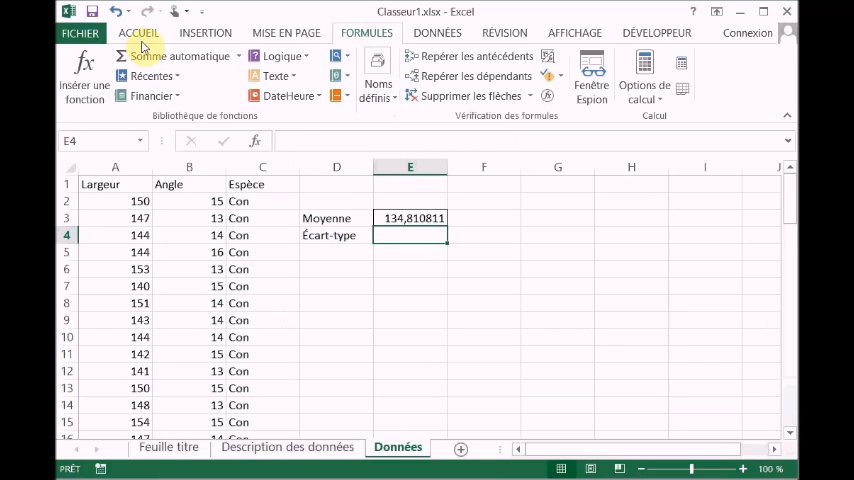 Classeur1.xlsx - Excel
FICHIER ACCUEIL INSERTION MISE EN PAGE FORMULES DONNÉES RÉVISION AFFICHAGE DÉVELOPPEUR Connexion
fx Σ Somme automatique Logique Repérer les antécédents
Récentes Texte Repérer les dépendants
Insérer une fonction Noms définis Fenêtre Espion Options de calcul
Financier DateHeure Supprimer les flèches
Bibliothèque de fonctions Vérification des formules Calcul
E4 fx
A B C D E F G H I J
1 Largeur Angle Espèce
2 150 15 Con
3 147 13 Con Moyenne 134,810811
4 144 14 Con Écart-type
5 144 16 Con
6 153 13 Con
7 140 15 Con
8 151 14 Con
9 143 14 Con
10 144 14 Con
11 142 15 Con
12 141 13 Con
13 150 15 Con
14 148 13 Con
15 154 15 Con
16 147 14 Con
Feuille titre Description des données Données
PRÊT 100 %